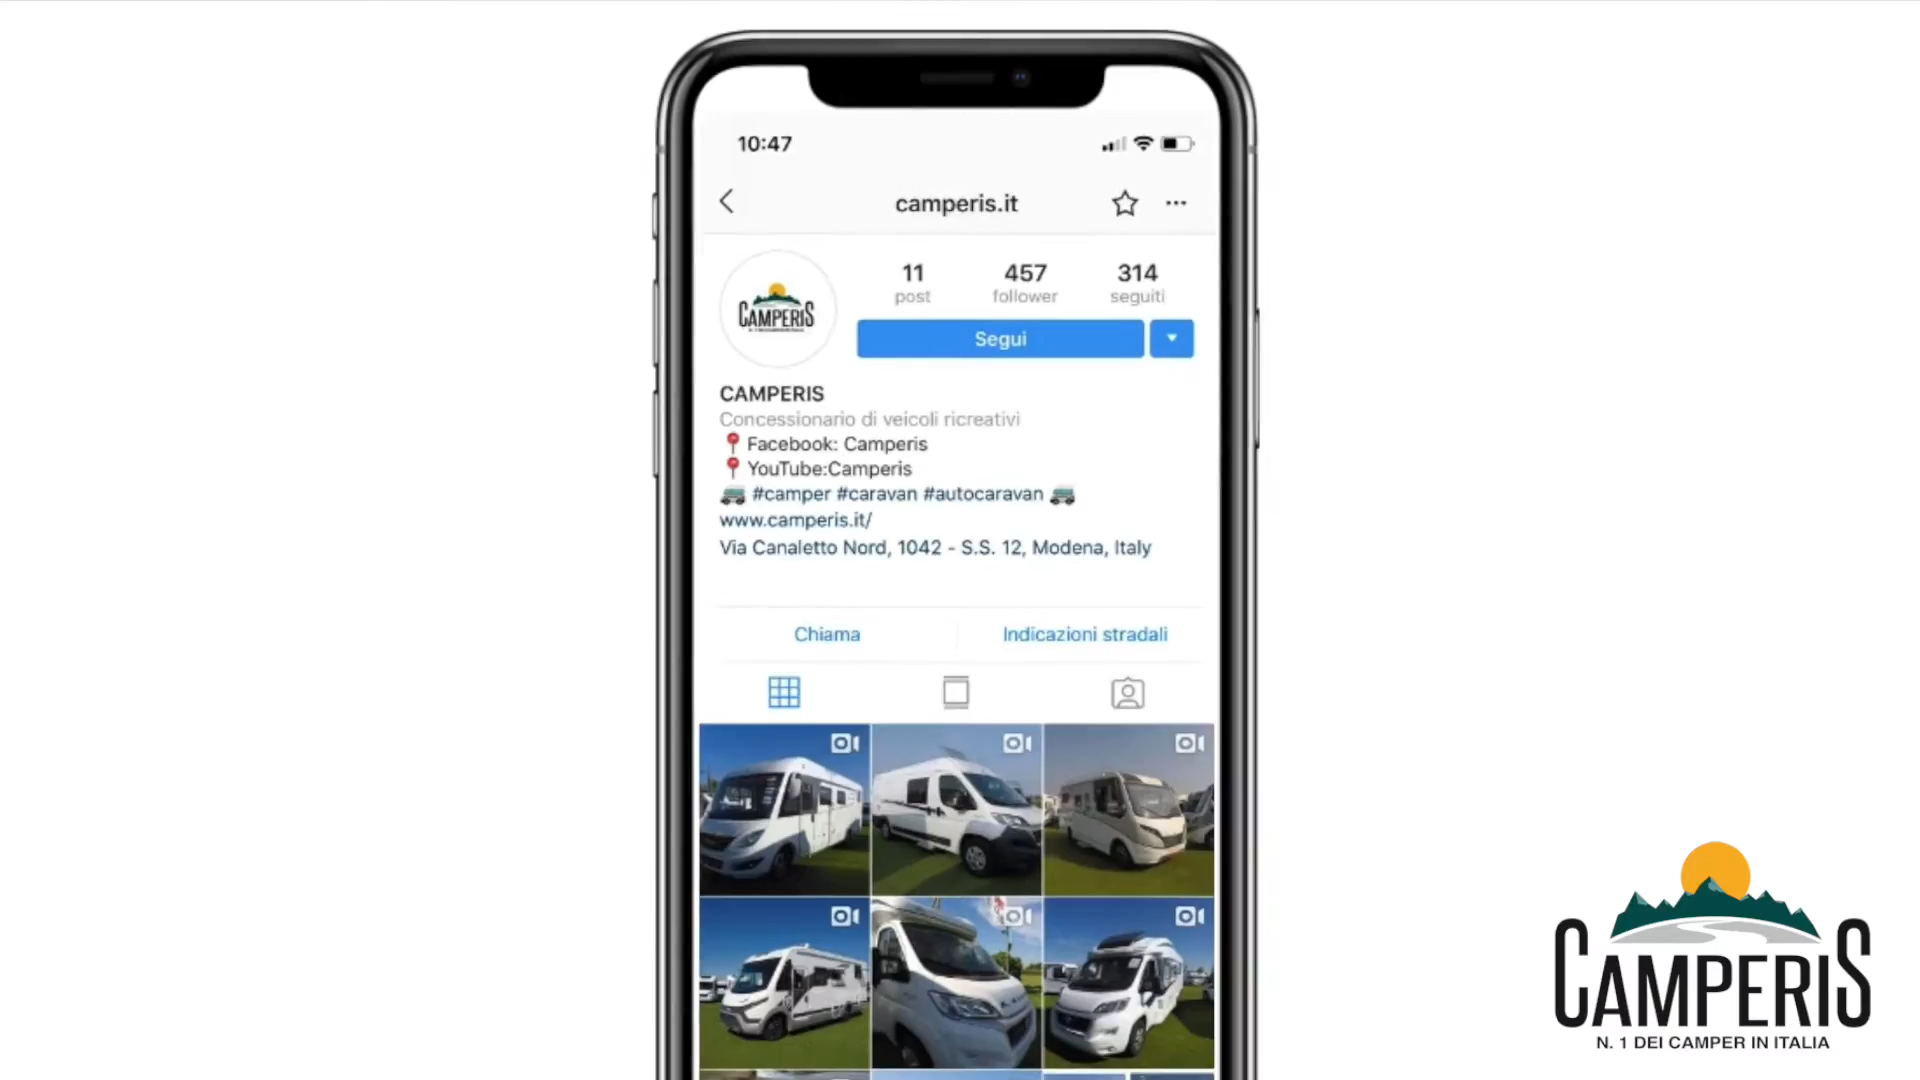 10:47
camperis.it
11
457
314
post
follower
seguiti
CAMPERIS
Segui
CAMPERIS
Concessionario di veicoli ricreativi
📍 Facebook: Camperis
📍 YouTube:Camperis
🚐 #camper #caravan #autocaravan 🚐
www.camperis.it/
Via Canaletto Nord, 1042 - S.S. 12, Modena, Italy
Chiama
Indicazioni stradali
CAMPERIS
N. 1 DEI CAMPER IN ITALIA